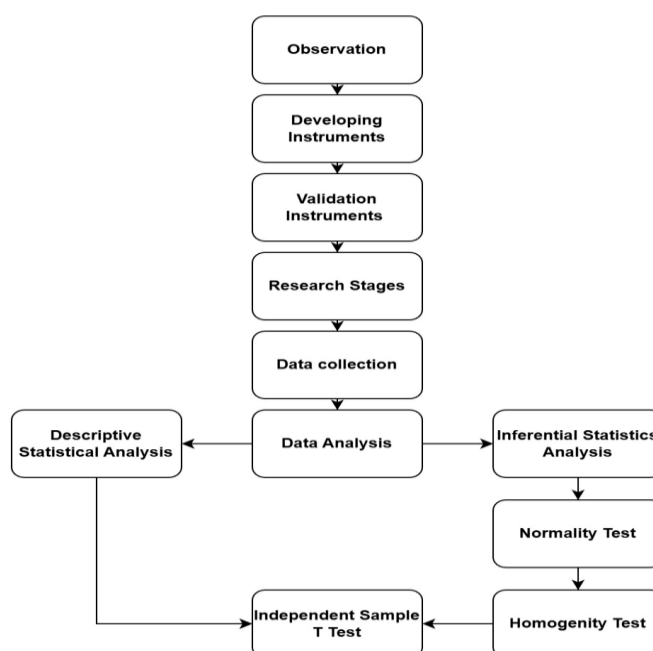 Observation
Developing
Instruments
Validation
Instruments
Research Stages
Data collection
Descriptive
Statistical Analysis
Data Analysis
Inferential Statistics
Analysis
Normality Test
Independent Sample
T Test
Homogenity Test